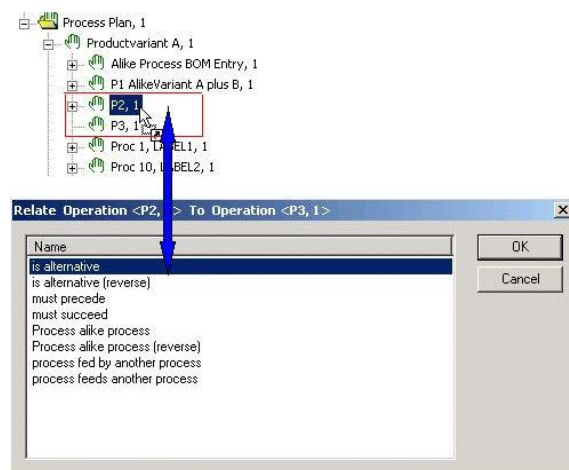 Process Plan, 1
Productvariant A, 1
Alike Process BOM Entry, 1
P1 AlikeVariant A plus B, 1
P2, 1
P3, 1
Proc 1, LABEL1, 1
Proc 10, LABEL2, 1
Relate Operation <P2, > To Operation <P3, 1>
Name
OK
is alternative
Cancel
is alternative (reverse)
must precede
must succeed
Process alike process
Process alike process (reverse)
process fed by another process
process feeds another process